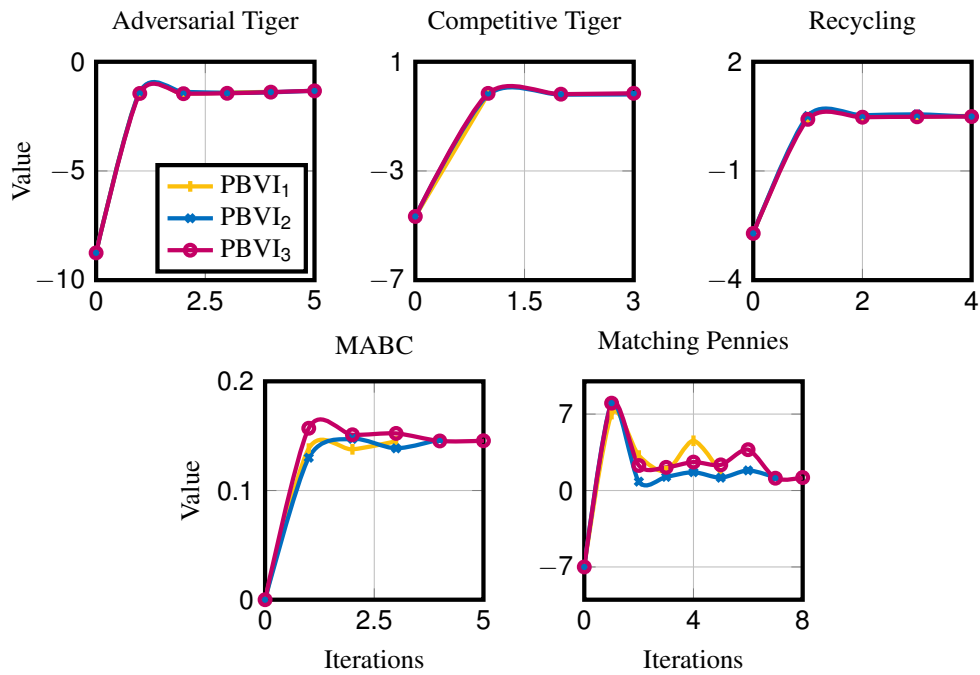 Adversarial Tiger
Competitive Tiger
Recycling
0
−5
−10
Value
0
2.5
5
PBVI₁
PBVI₂
PBVI₃
1
−3
−7
0
1.5
3
2
−1
−4
0
2
4
MABC
Matching Pennies
0.2
0.1
0
Value
0
2.5
5
Iterations
7
0
−7
0
4
8
Iterations